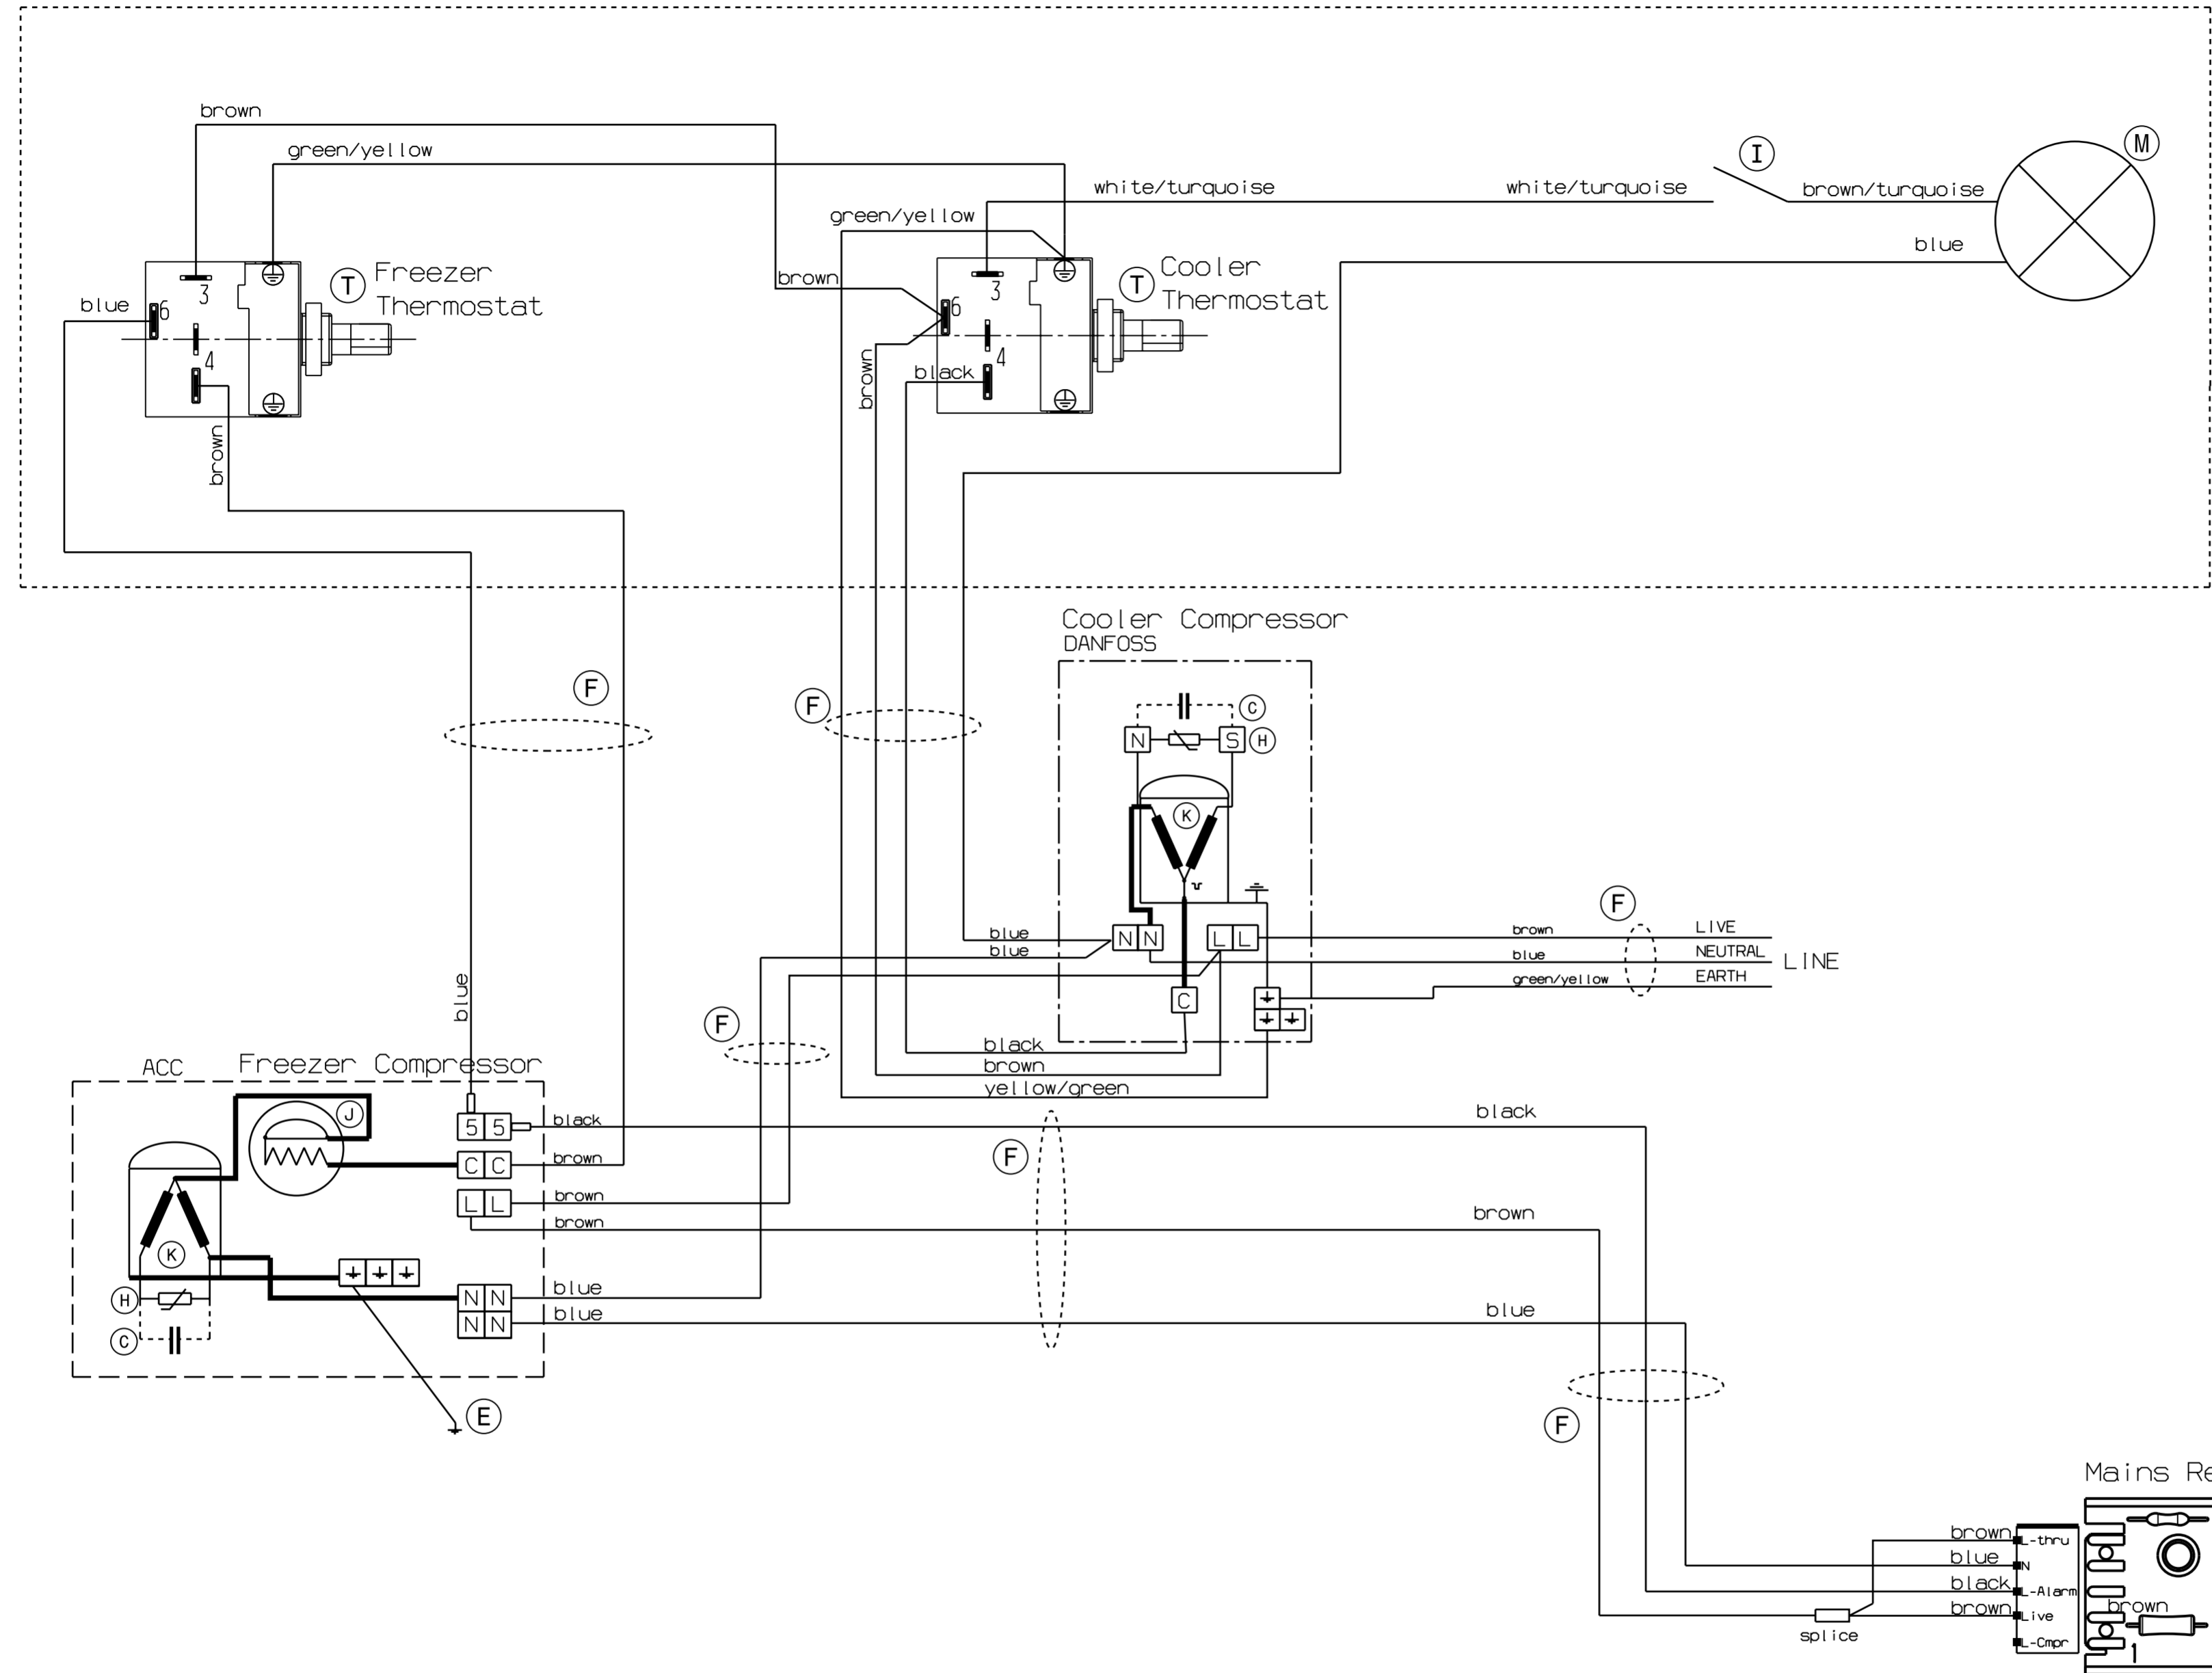 brown
green/yellow
M
I
white/turquoise
white/turquoise
brown/turquoise
green/yellow
blue
T
Freezer
Thermostat
3
6
4
blue
brown
brown
T
Cooler
Thermostat
3
6
4
brown
black
Cooler Compressor
DANFOSS
F
F
C
N
S
H
K
F
blue
blue
N
N
L
L
brown
LIVE
blue
NEUTRAL
LINE
green/yellow
EARTH
C
blue
F
black
brown
yellow/green
ACC
Freezer Compressor
J
5
5
black
black
F
C
C
brown
L
L
brown
brown
brown
K
H
N
N
blue
N
N
blue
blue
C
E
F
Mains Re
brown
L-thru
blue
N
black
L-Alarm
brown
Live
brown
splice
L-Cmpr
1